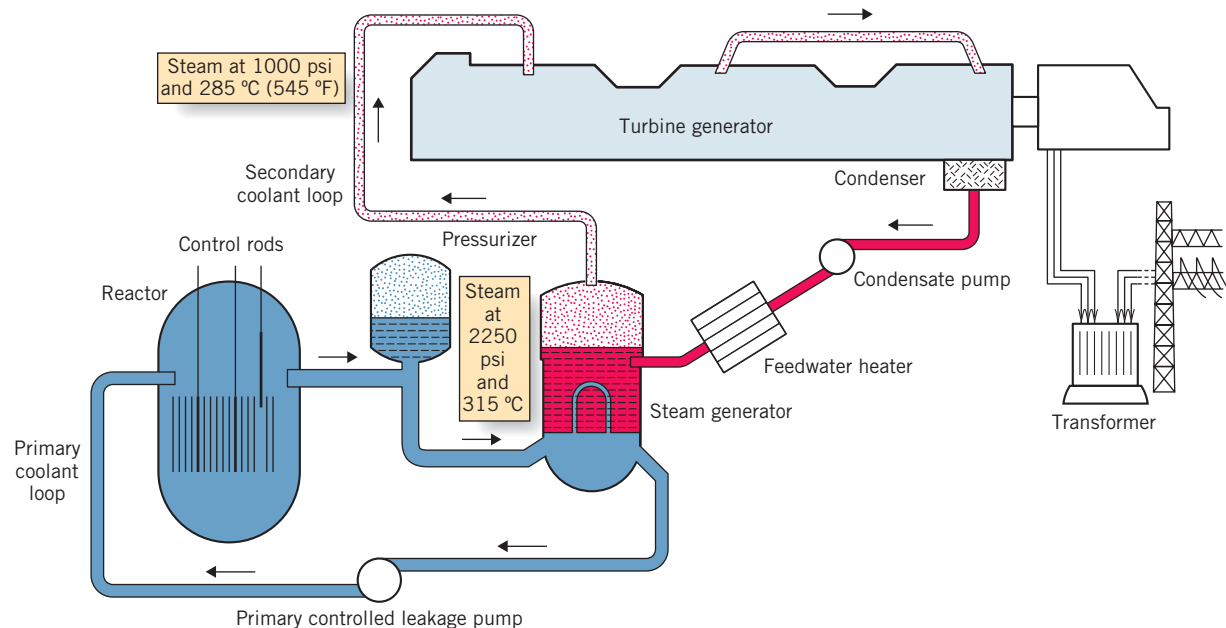 Steam at 1000 psi
and 285 ºC (545 ºF)
Turbine generator
Secondary
coolant loop
Condenser
Pressurizer
Control rods
Reactor
Condensate pump
Steam
at
2250
psi
and
315 ºC
Feedwater heater
Steam generator
Transformer
Primary
coolant
loop
Primary controlled leakage pump